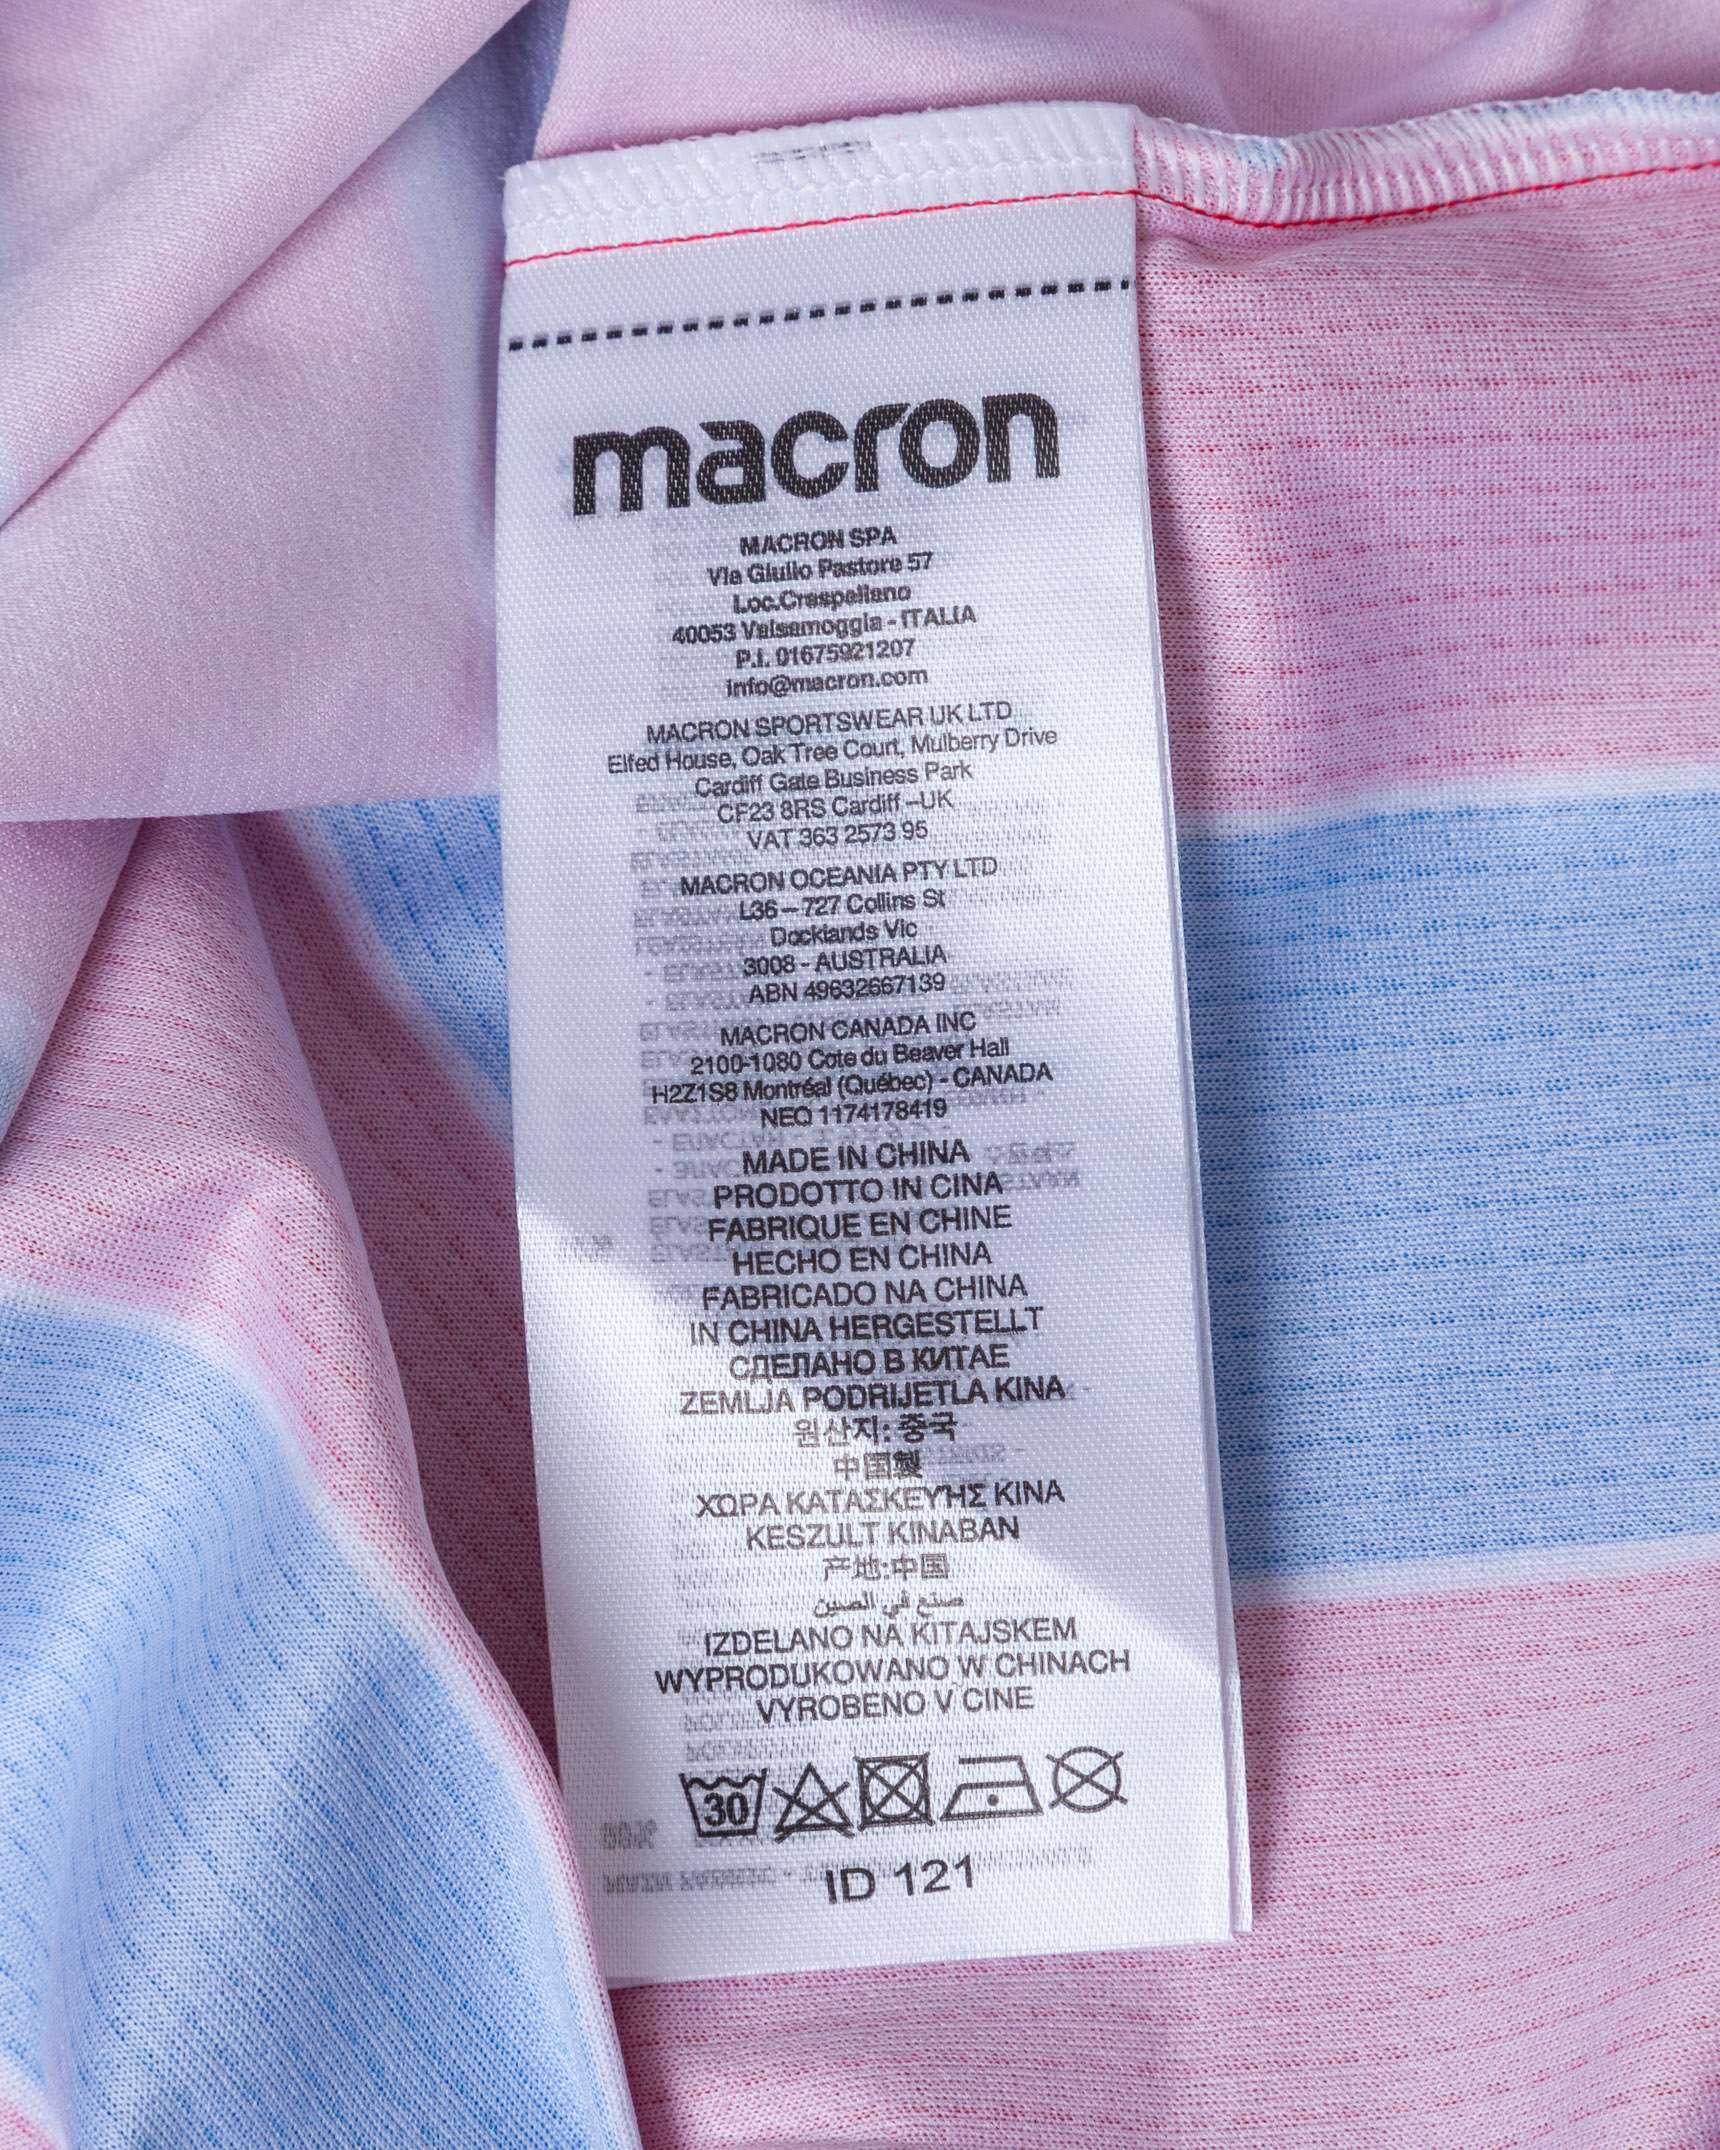 macron
MACRON SPA
Via Giulio Pastore 57
Loc.Crespellano
40053 Valsamoggia - ITALIA
P.I. 01675921207
info@macron.com
MACRON SPORTSWEAR UK LTD
Elfed House, Oak Tree Court, Mulberry Drive
Cardiff Gate Business Park
CF23 8RS Cardiff –UK
VAT 363 2573 95
MACRON OCEANIA PTY LTD
L36 – 727 Collins St
Docklands Vic
3008 - AUSTRALIA
ABN 49632667139
MACRON CANADA INC
2100-1080 Cote du Beaver Hall
H2Z1S8 Montréal (Québec) - CANADA
NEQ 1174178419
MADE IN CHINA
PRODOTTO IN CINA
FABRIQUE EN CHINE
HECHO EN CHINA
FABRICADO NA CHINA
IN CHINA HERGESTELLT
СДЕЛАНО В КИТАЕ
ZEMLJA PODRIJETLA KINA
원산지: 중국
中国製
ΧΩΡΑ ΚΑΤΑΣΚΕΥΉΣ ΚΙΝΑ
KESZULT KINABAN
产地:中国
صنع في الصين
IZDELANO NA KITAJSKEM
WYPRODUKOWANO W CHINACH
VYROBENO V CINE
30
ID 121